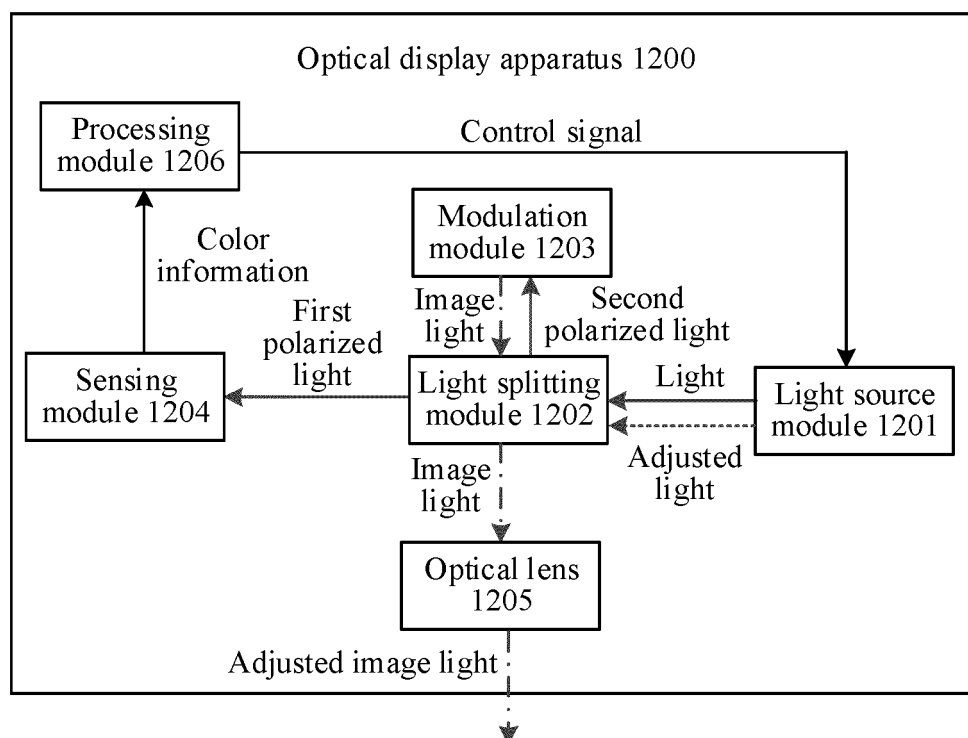 Optical display apparatus 1200
Processing
module 1206
Control signal
Modulation
module 1203
Color
information
Image
light
Second
polarized light
First
polarized
light
Sensing
module 1204
Light splitting
module 1202
Light
Light source
module 1201
Adjusted
light
Image
light
Optical lens
1205
Adjusted image light